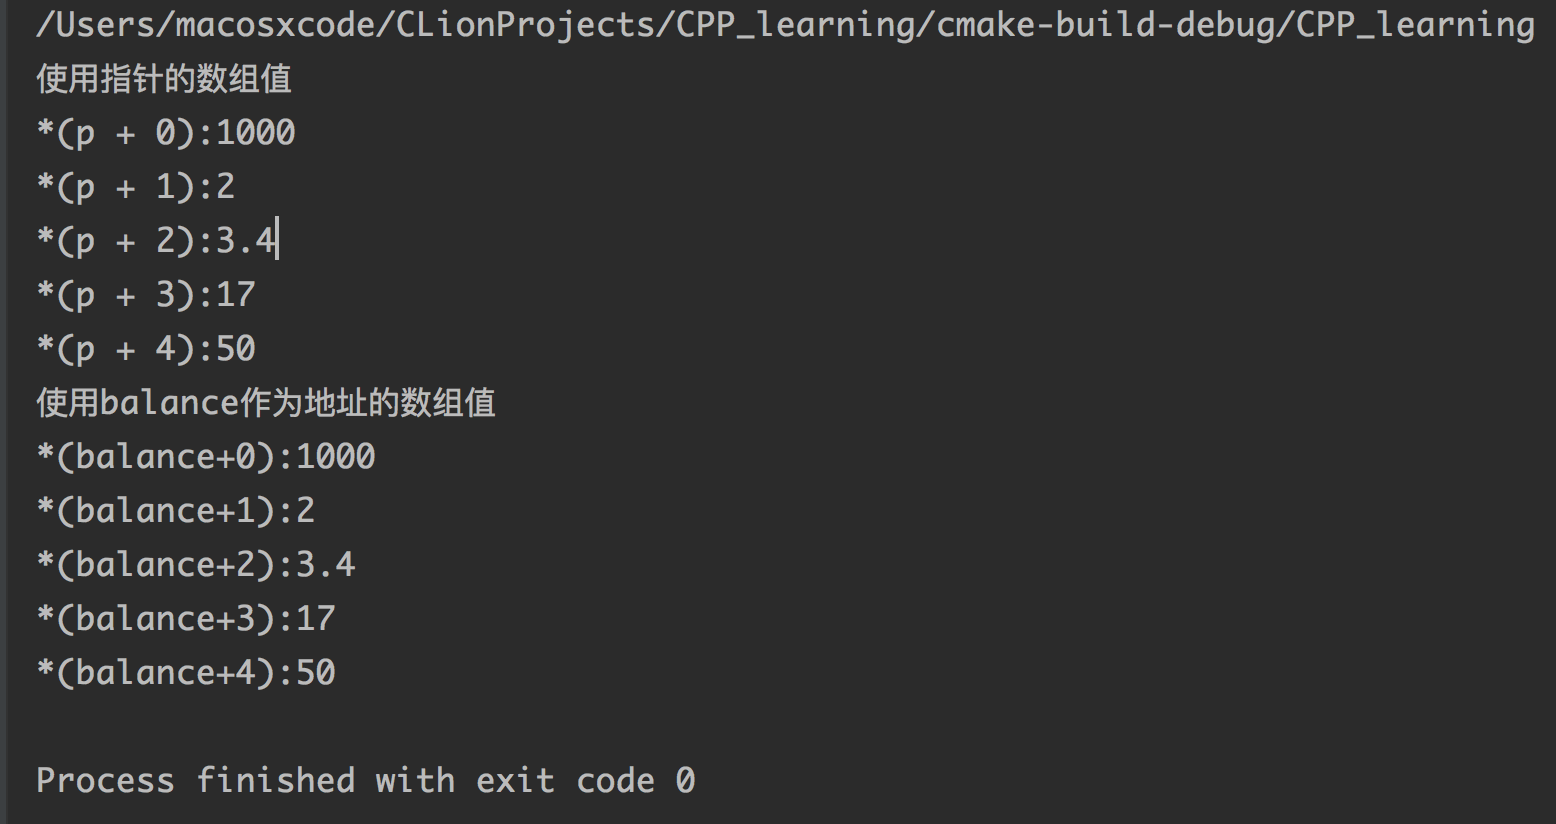 /Users/macosxcode/CLionProjects/CPP_learning/cmake-build-debug/CPP_learning
使用指针的数组值
*(p + 0):1000
*(p + 1):2
*(p + 2):3.4
*(p + 3):17
*(p + 4):50
使用balance作为地址的数组值
*(balance+0):1000
*(balance+1):2
*(balance+2):3.4
*(balance+3):17
*(balance+4):50
Process finished with exit code 0